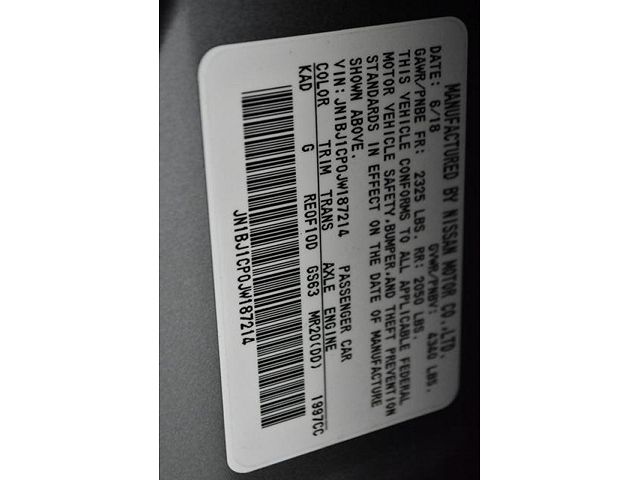 MANUFACTURED BY NISSAN MOTOR CO.,LTD.
DATE: 6/18 GVWR/PNBV: 4340 LBS.
GAWR/PNBE FR: 2325 LBS. RR: 2050 LBS.
THIS VEHICLE CONFORMS TO ALL APPLICABLE FEDERAL
MOTOR VEHICLE SAFETY,BUMPER,AND THEFT PREVENTION
STANDARDS IN EFFECT ON THE DATE OF MANUFACTURE
SHOWN ABOVE.
VIN: JN1BJ1CP0JW187214 PASSENGER CAR
COLOR TRIM TRANS AXLE ENGINE
KAD G RE0F10D GS63 MR20(DD) 1997CC
JN1BJ1CP0JW187214